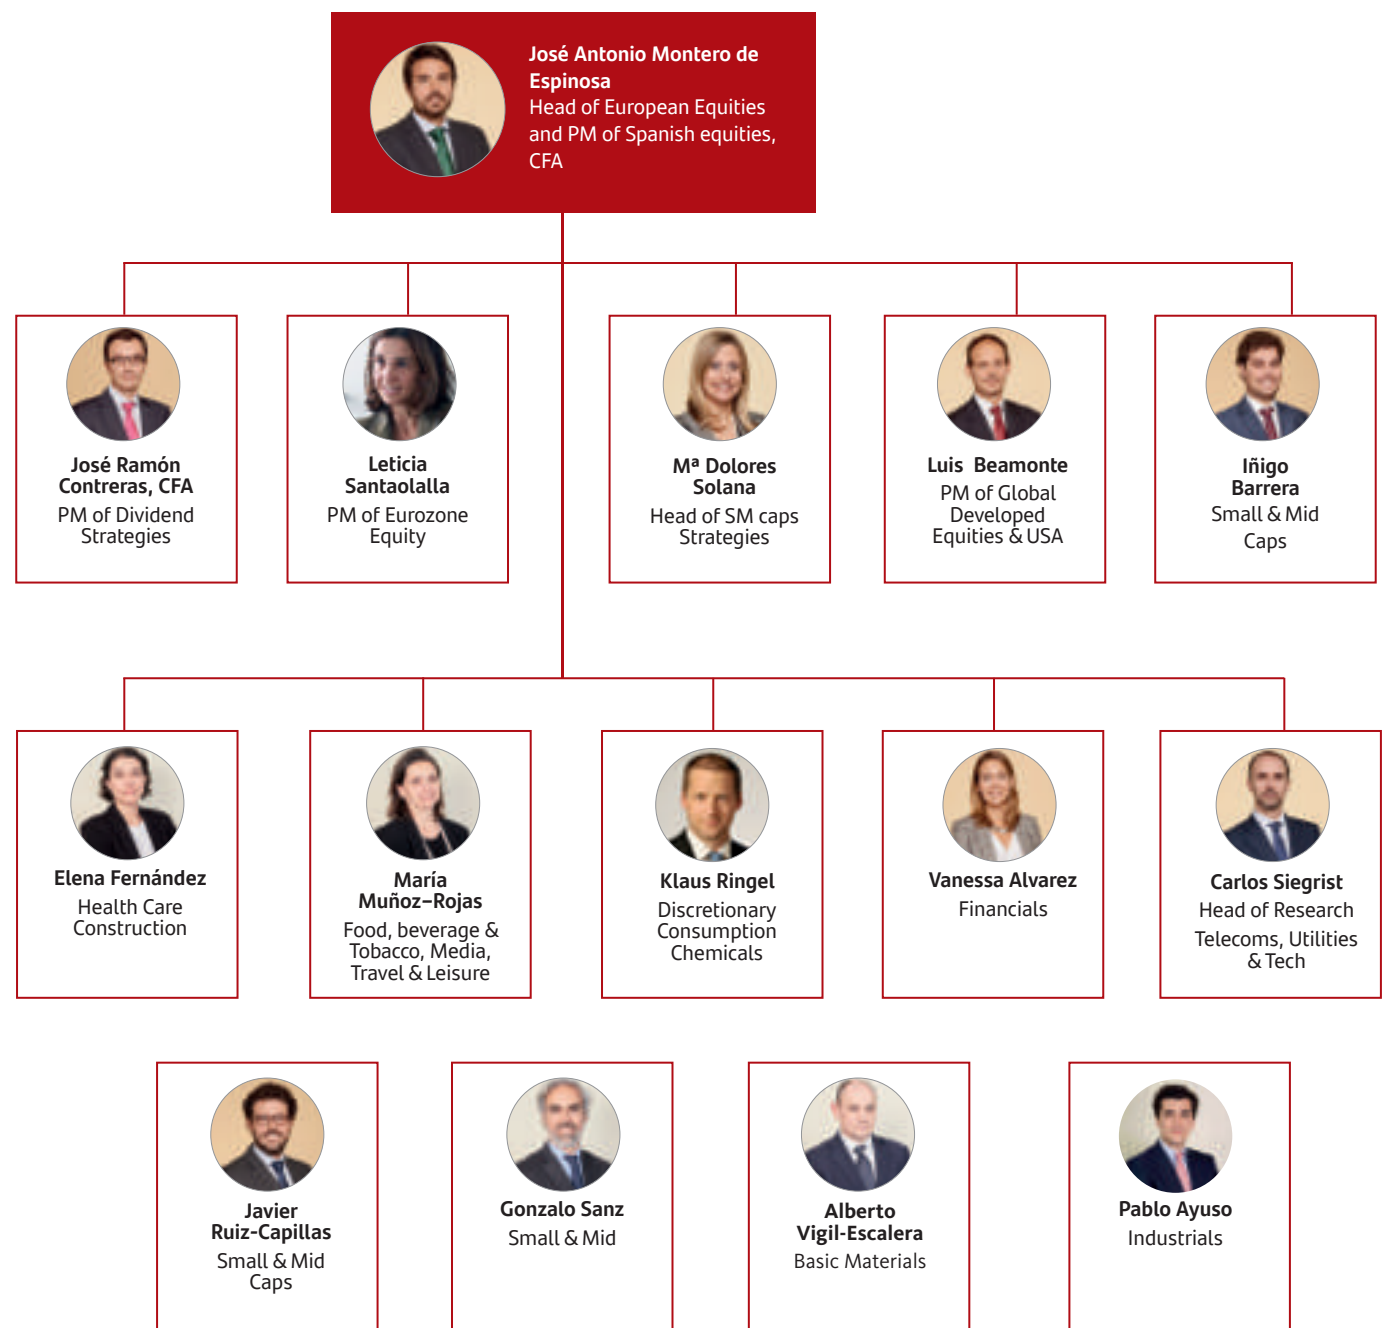 José Antonio Montero de
Espinosa
Head of European Equities
and PM of Spanish equities,
CFA
José Ramón
Contreras, CFA
PM of Dividend
Strategies
Leticia
Santaolalla
PM of Eurozone
Equity
Mª Dolores
Solana
Head of SM caps
Strategies
Luis Beamonte
PM of Global
Developed
Equities & USA
Iñigo
Barrera
Small & Mid
Caps
Elena Fernández
Health Care
Construction
María
Muñoz–Rojas
Food, beverage &
Tobacco, Media,
Travel & Leisure
Klaus Ringel
Discretionary
Consumption
Chemicals
Vanessa Alvarez
Financials
Carlos Siegrist
Head of Research
Telecoms, Utilities
& Tech
Javier
Ruiz-Capillas
Small & Mid
Caps
Gonzalo Sanz
Small & Mid
Alberto
Vigil-Escalera
Basic Materials
Pablo Ayuso
Industrials